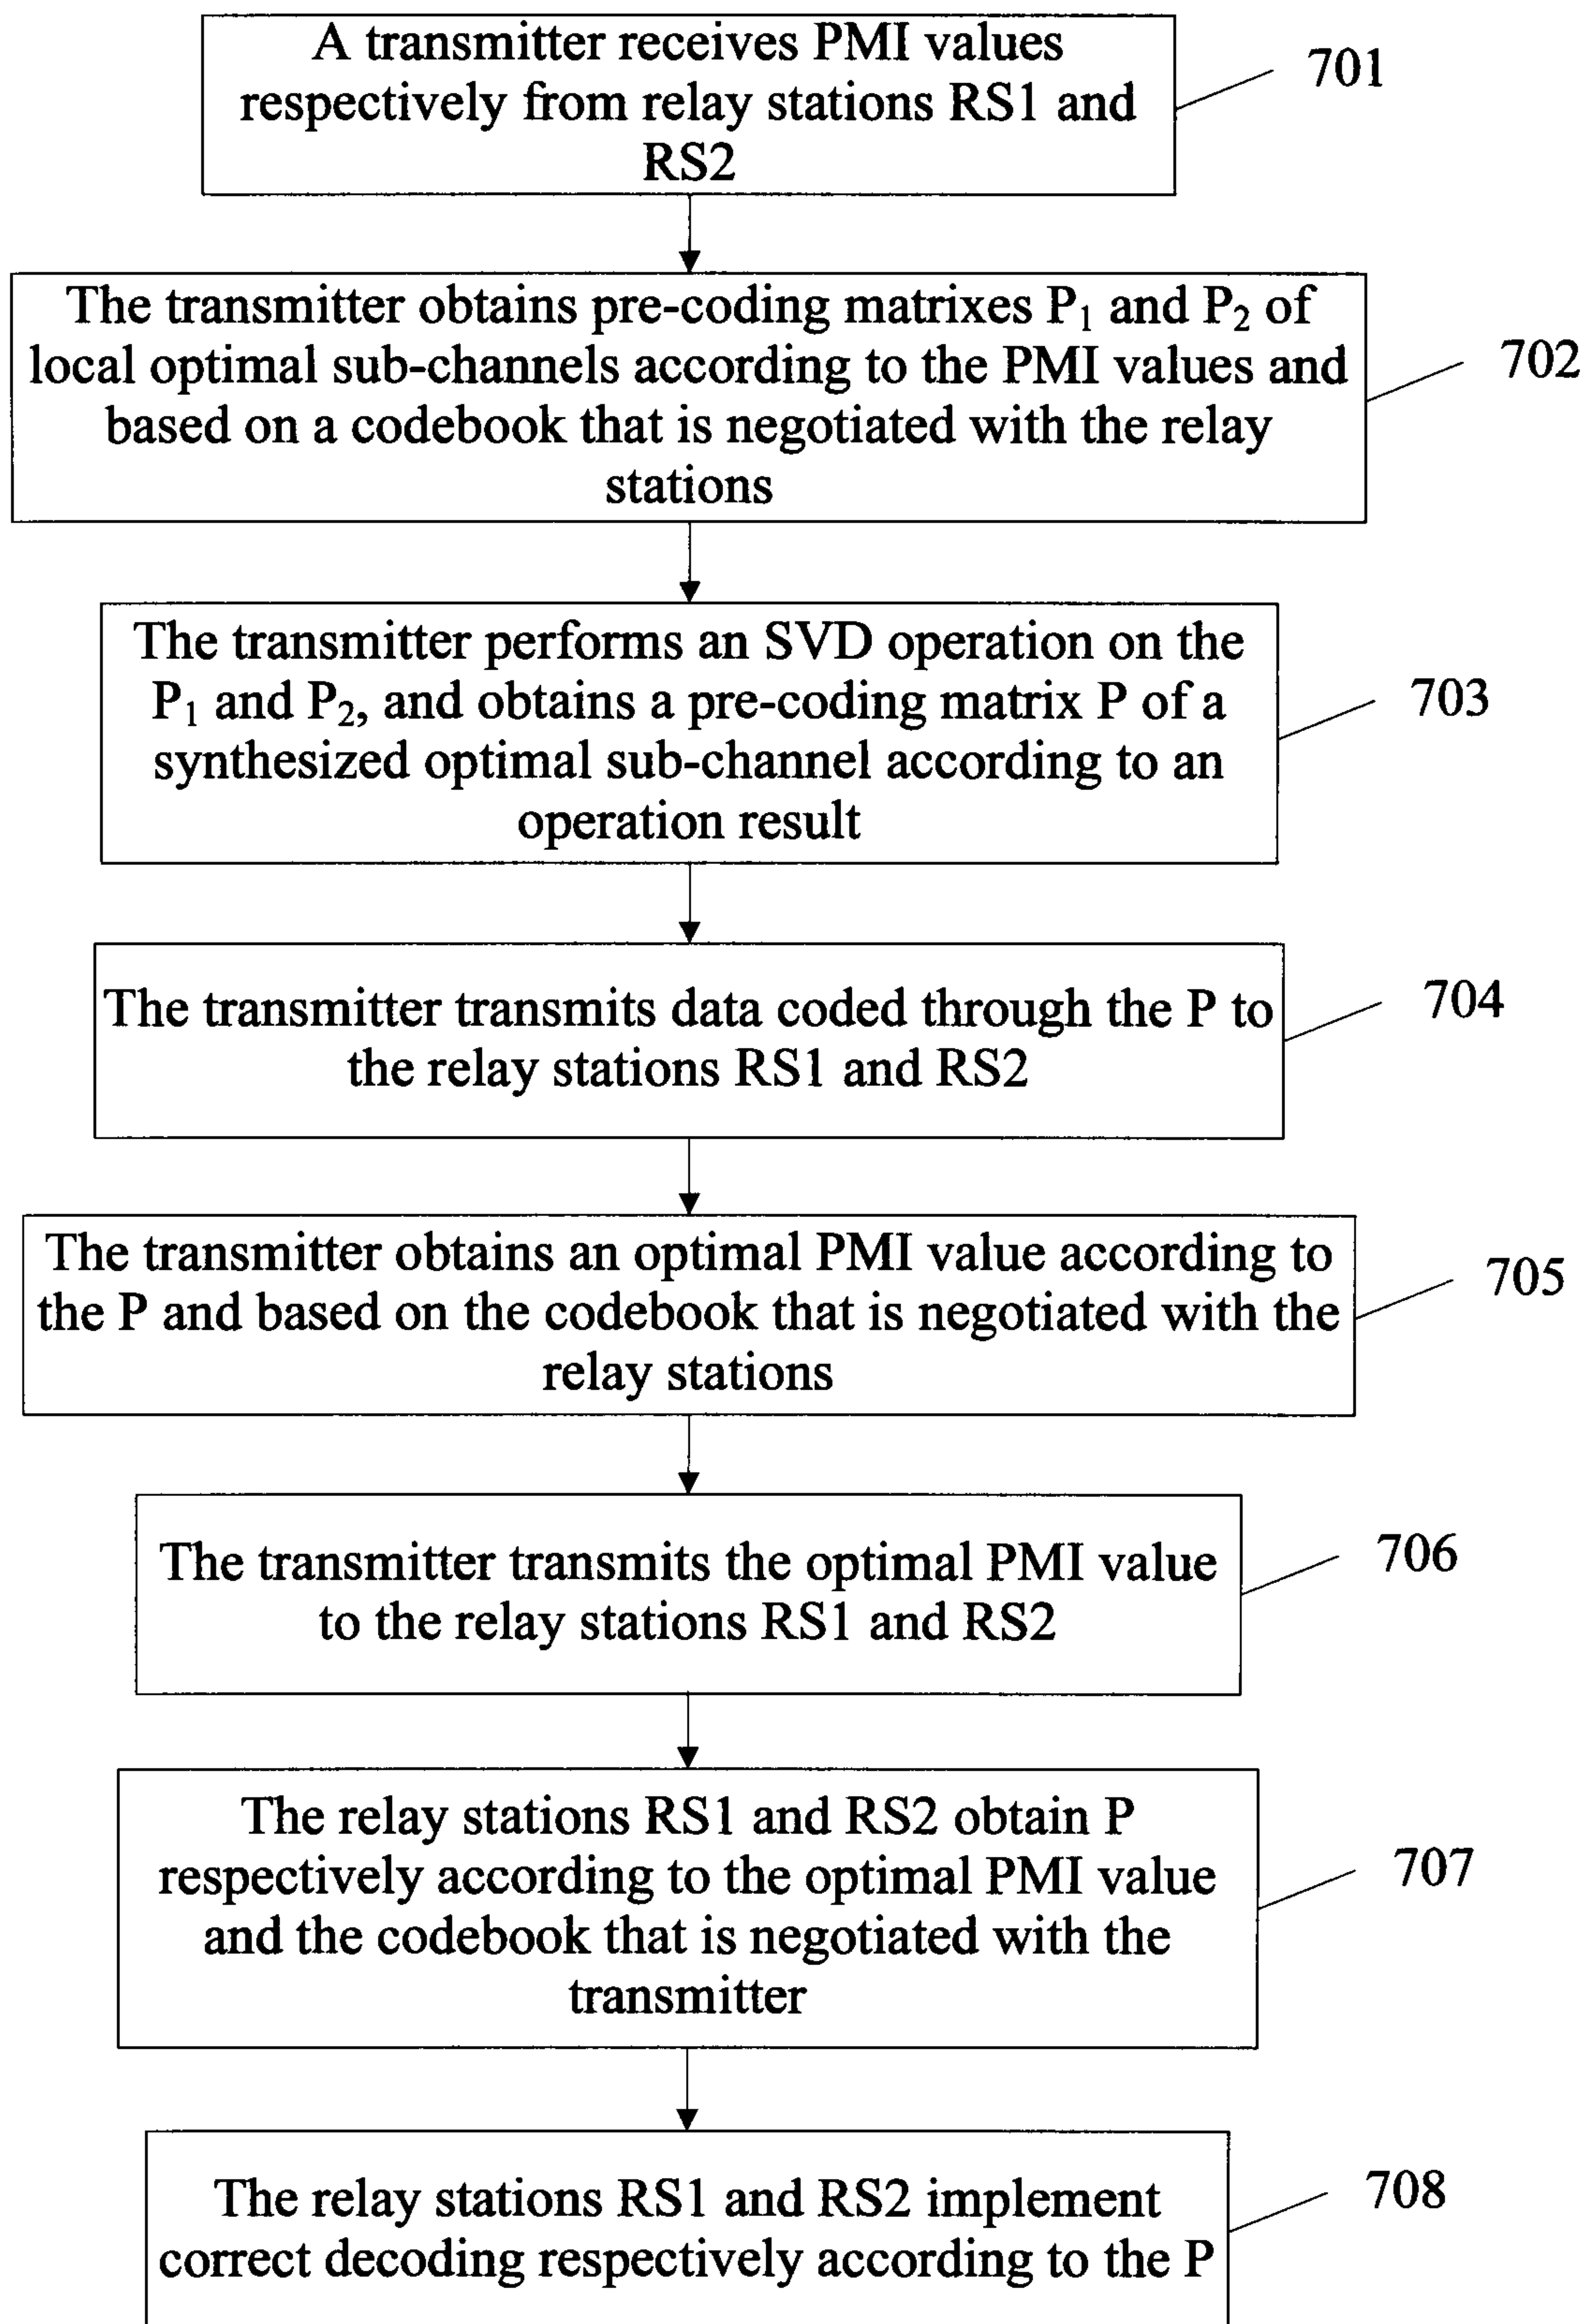 A transmitter receives PMI values
respectively from relay stations RS1 and
RS2
701
The transmitter obtains pre-coding matrixes P₁ and P₂ of
local optimal sub-channels according to the PMI values and
based on a codebook that is negotiated with the relay
stations
702
The transmitter performs an SVD operation on the
P₁ and P₂, and obtains a pre-coding matrix P of a
synthesized optimal sub-channel according to an
operation result
703
The transmitter transmits data coded through the P to
the relay stations RS1 and RS2
704
The transmitter obtains an optimal PMI value according to
the P and based on the codebook that is negotiated with the
relay stations
705
The transmitter transmits the optimal PMI value
to the relay stations RS1 and RS2
706
The relay stations RS1 and RS2 obtain P
respectively according to the optimal PMI value
and the codebook that is negotiated with the
transmitter
707
The relay stations RS1 and RS2 implement
correct decoding respectively according to the P
708